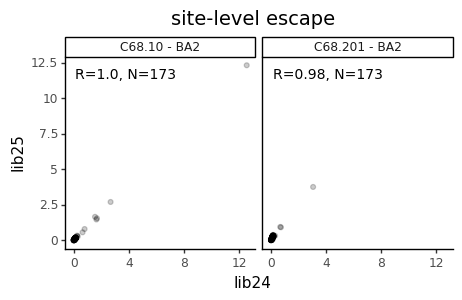 site-level escape
C68.10 - BA2
C68.201 - BA2
R=1.0, N=173
R=0.98, N=173
12.5
10
7.5
5
2.5
0
lib25
0 4 8 12
0 4 8 12
lib24